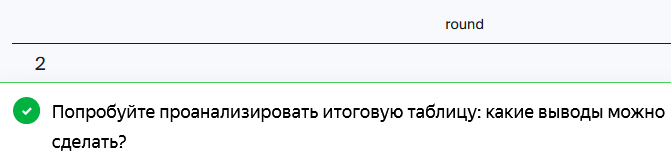 round
2
Попробуйте проанализировать итоговую таблицу: какие выводы можно
сделать?